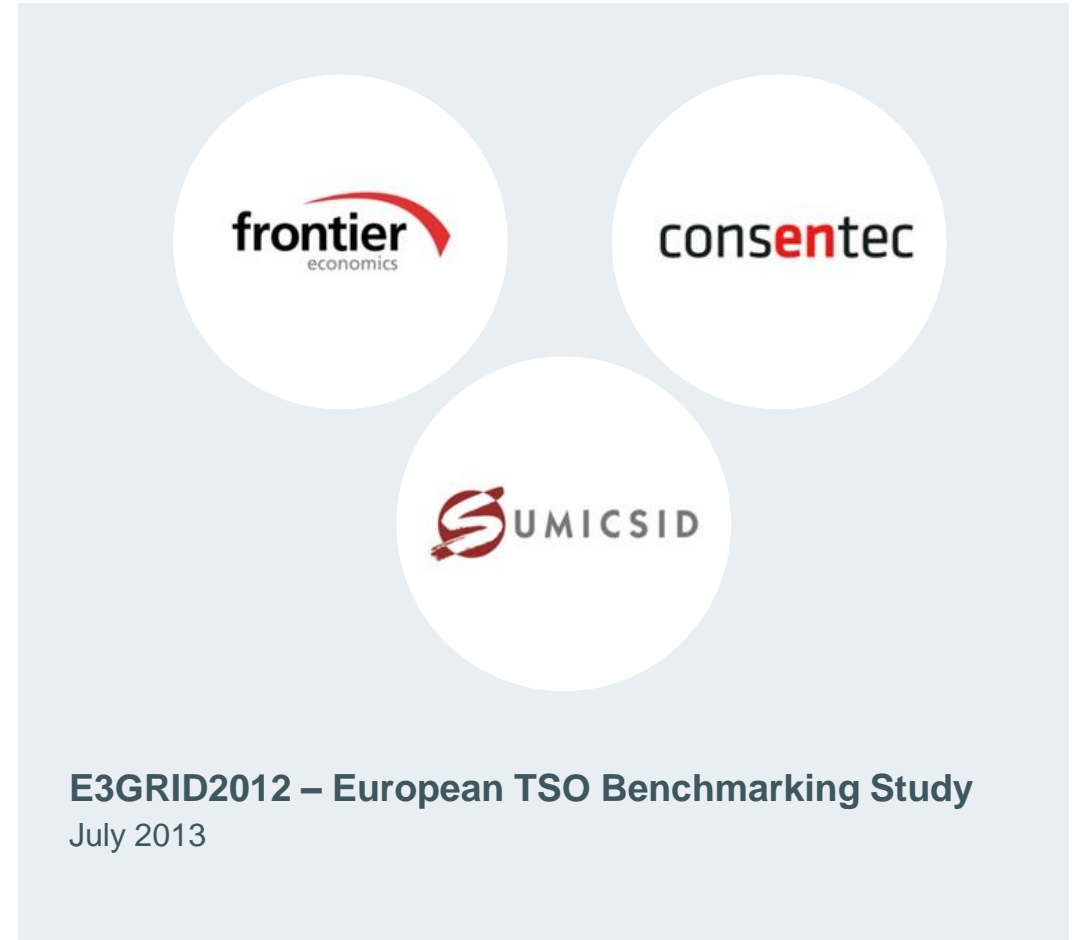 frontier
economics
consentec
SUMICSID
E3GRID2012 – European TSO Benchmarking Study
July 2013